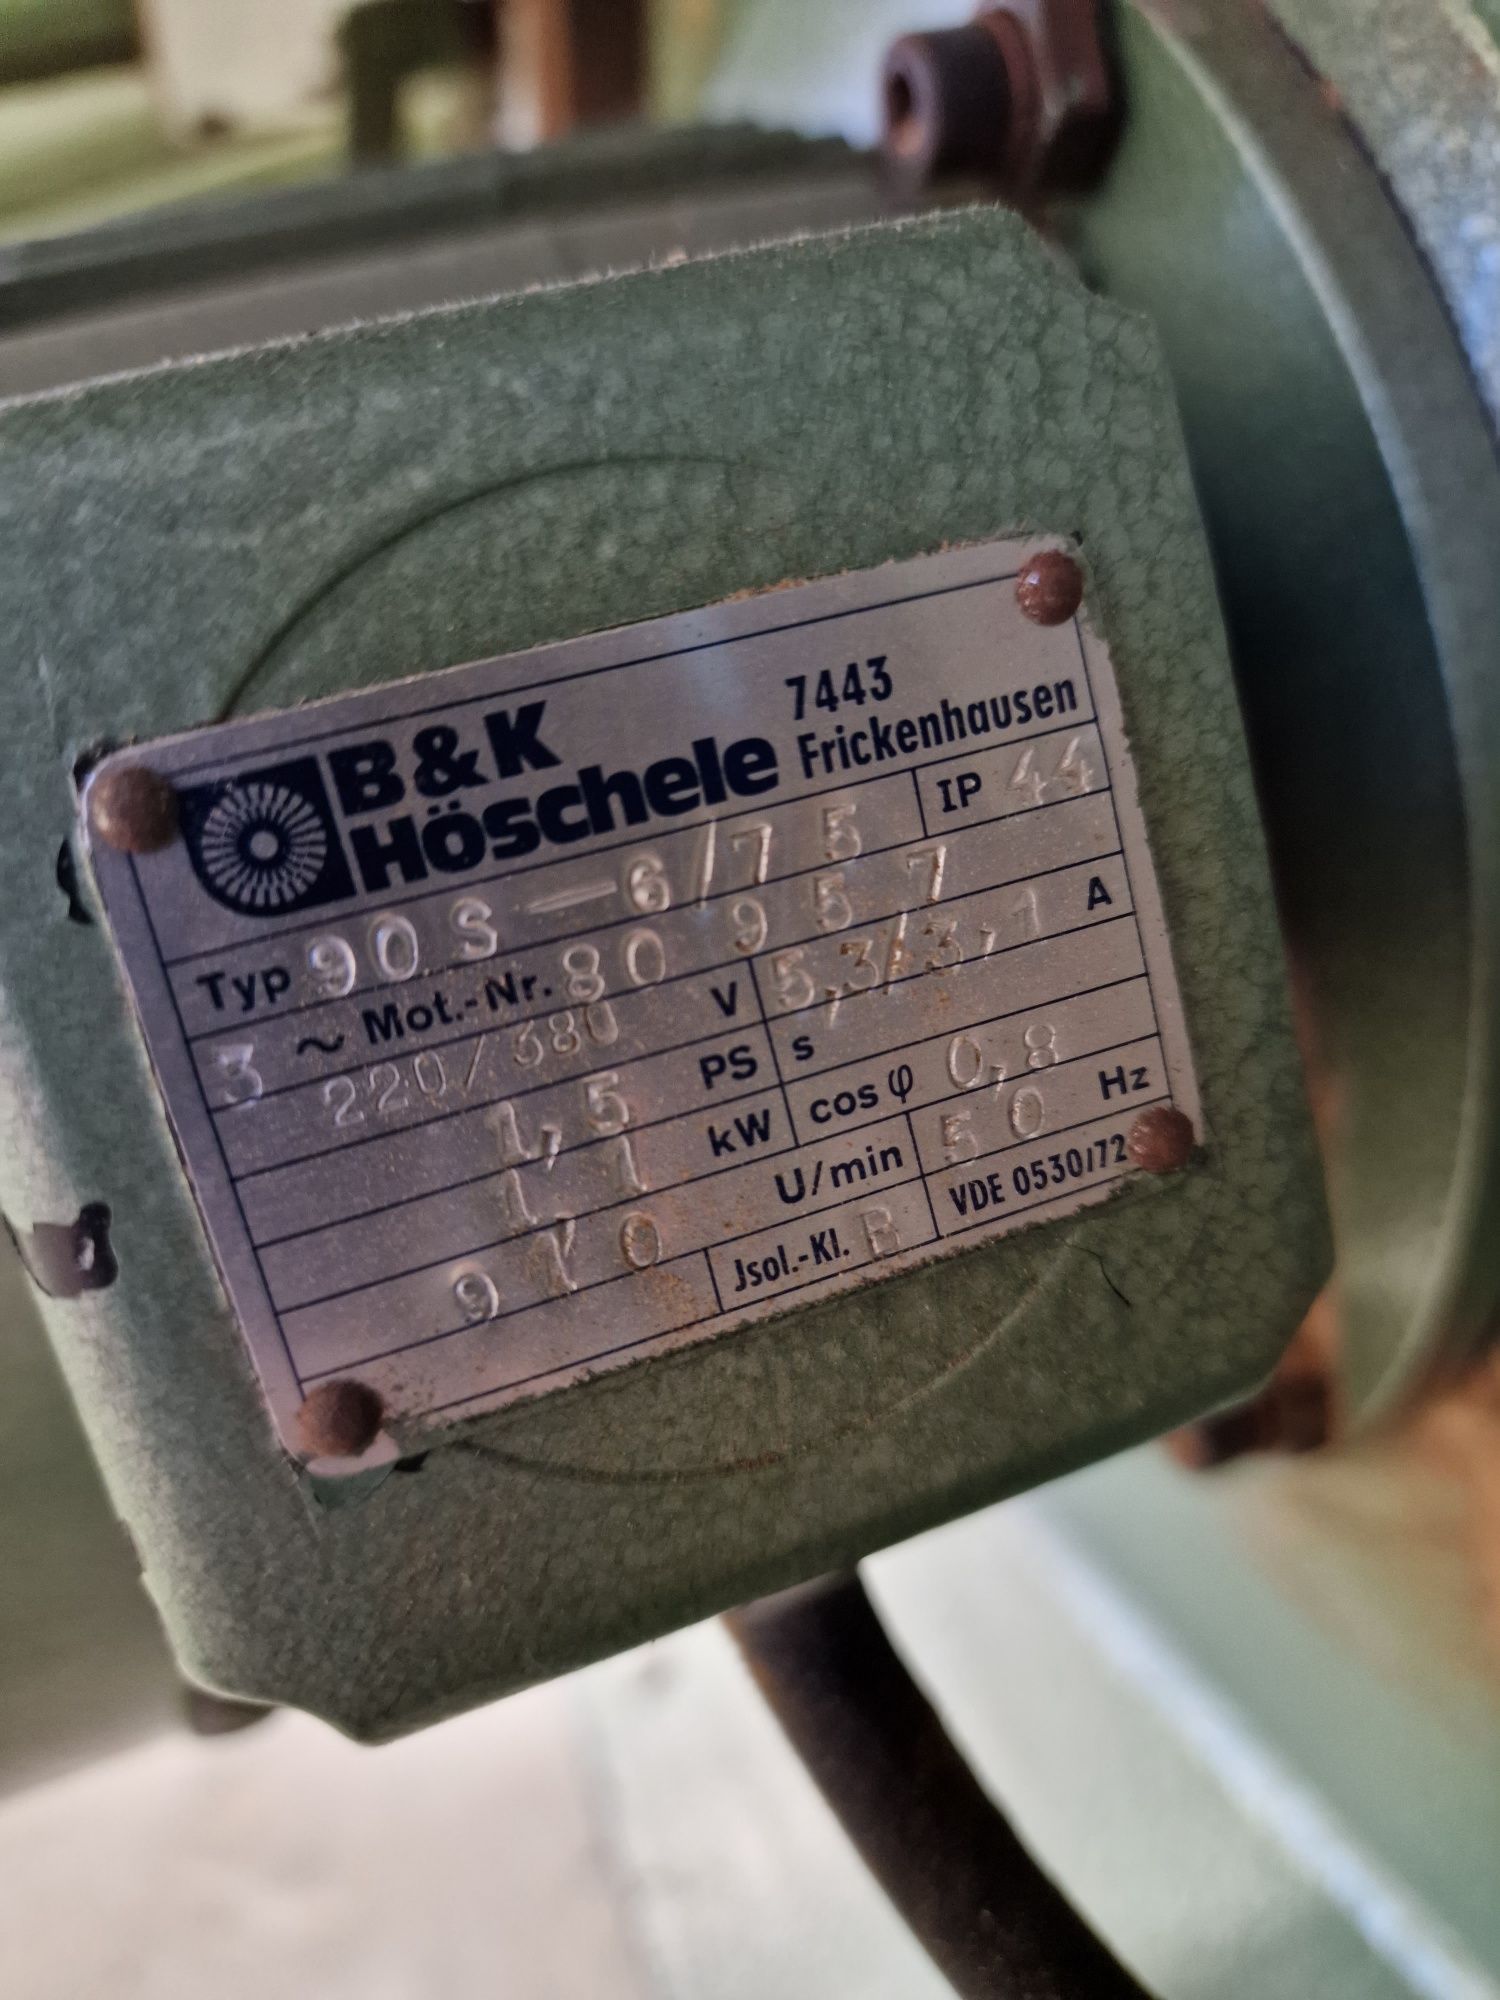 B&K
Höschele
7443
Frickenhausen
Typ 90S-6/75 IP 44
3 ~ Mot.-Nr. 80 957
220/380 V 5,3/3,1 A
1,5 PS s
1,1 kW cos φ 0,8
970 U/min 50 Hz
Jsol.-Kl. B VDE 0530/72